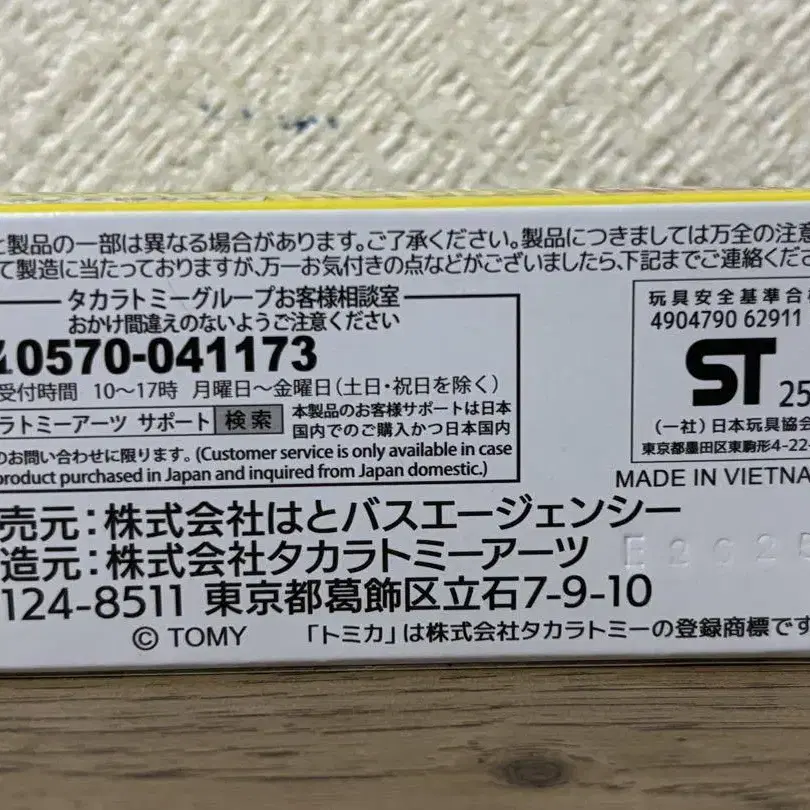 と製品の一部は異なる場合があります。ご了承ください。製品につきましては万全の注意
て製造に当たっておりますが、万一お気付きの点などがございましたら、下記までご連絡くださ
タカラトミーグループお客様相談室
おかけ間違えのないようご注意ください
0570-041173
受付時間 10〜17時 月曜日〜金曜日(土日・祝日を除く)
ラトミーアーツ サポート 検索
本製品のお客様サポートは日本
国内でのご購入かつ日本国内
のお問い合わせに限ります。(Customer service is only available in case
product purchased in Japan and inquired from Japan domestic.)
玩具安全基準合格
4904790 62911
ST 25
(一社)日本玩具協会
東京都墨田区東駒形4-22-
MADE IN VIETNA
売元:株式会社はとバスエージェンシー
造元:株式会社タカラトミーアーツ
124-8511 東京都葛飾区立石7-9-10
© TOMY 「トミカ」は株式会社タカラトミーの登録商標です